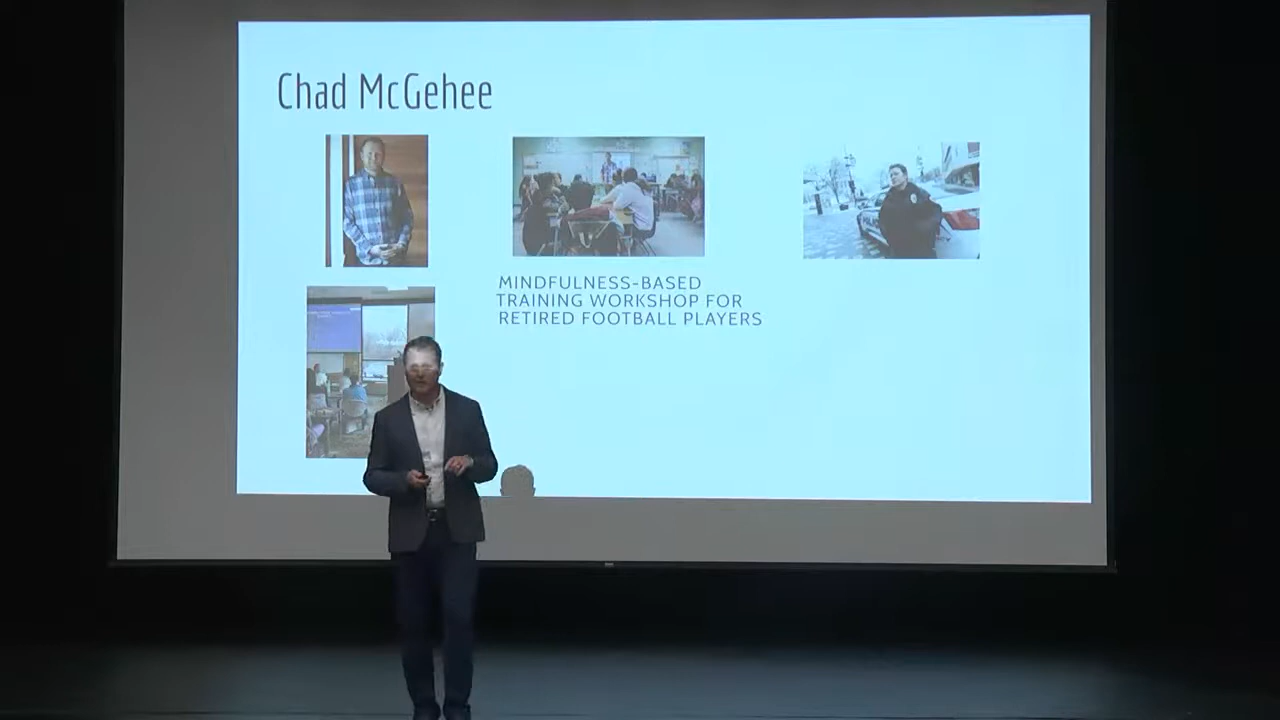 Chad McGehee
MINDFULNESS-BASED
TRAINING WORKSHOP FOR
RETIRED FOOTBALL PLAYERS